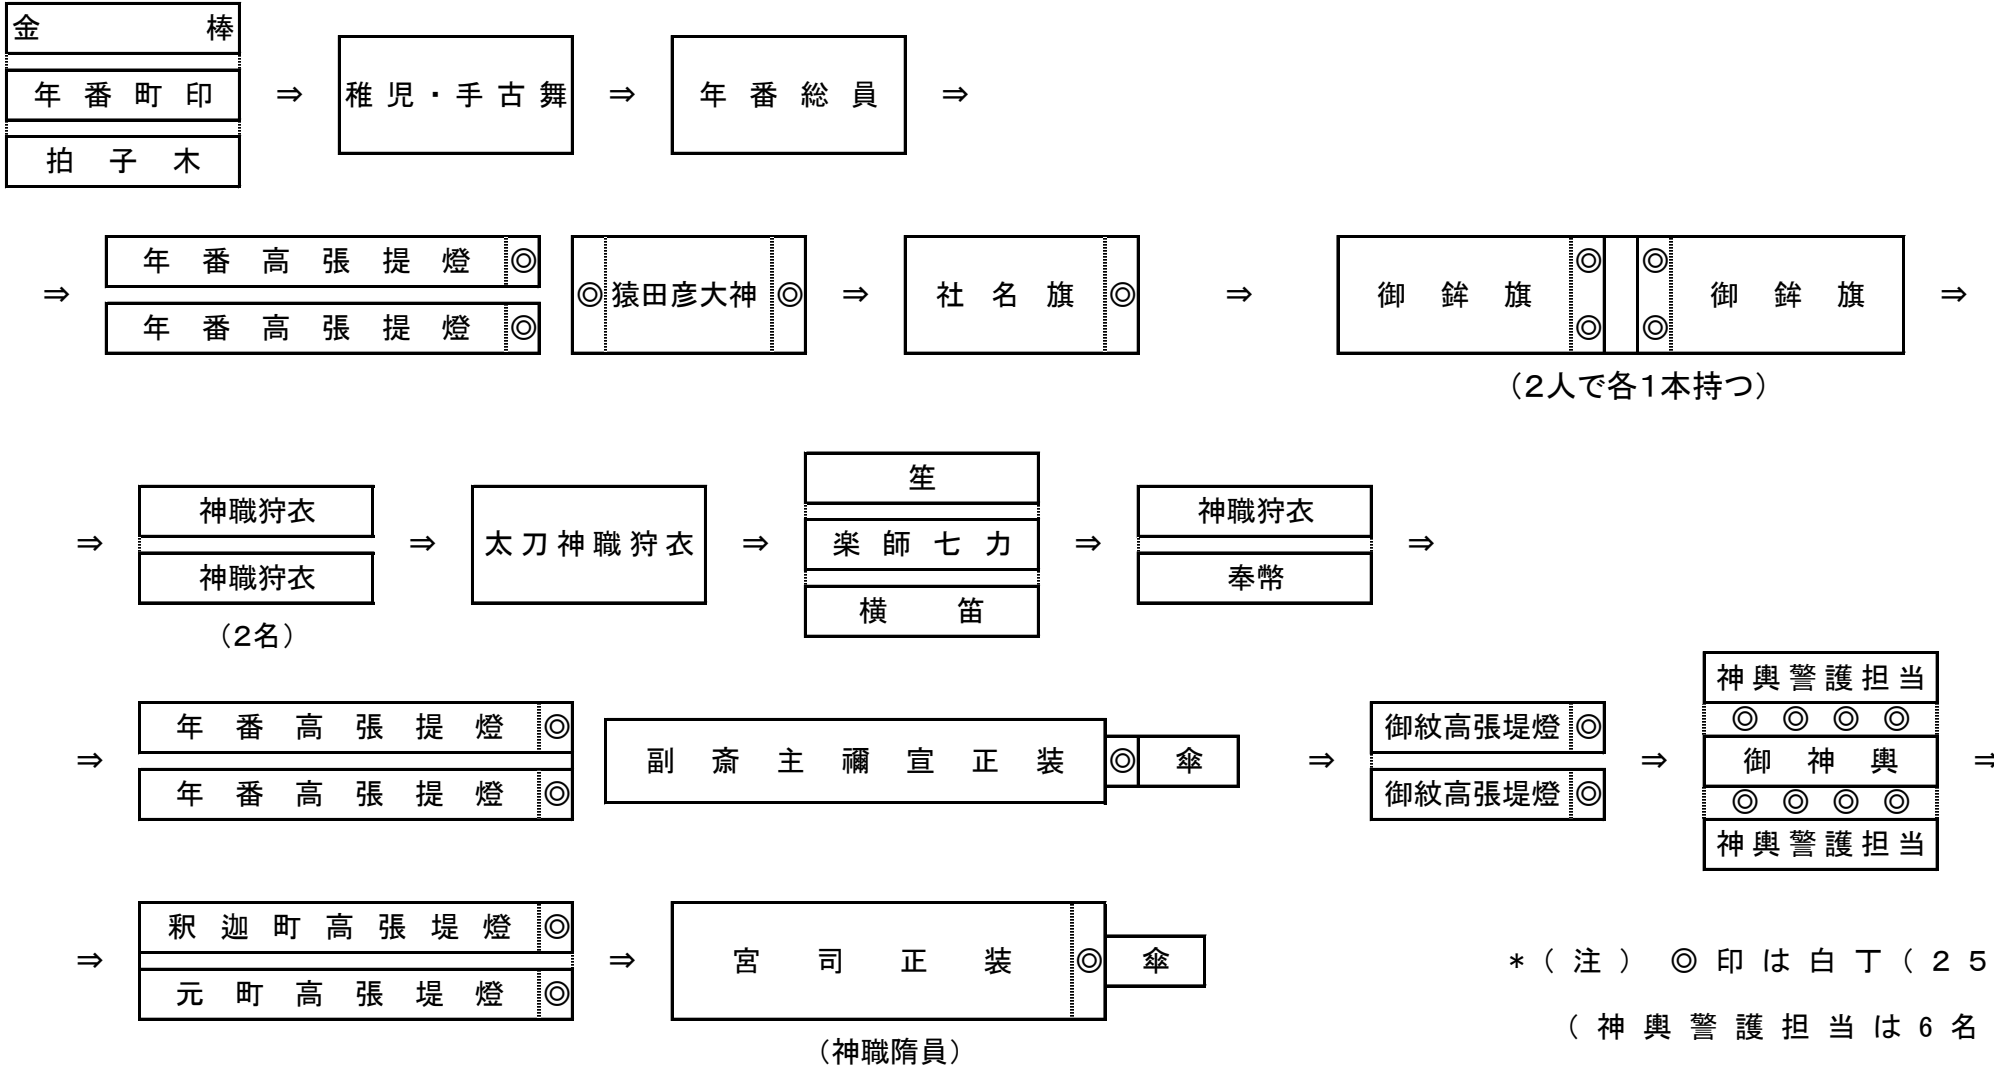 金棒
年番町印 ⇒ 稚児・手古舞 ⇒ 年番総員 ⇒
拍子木
⇒ 年番高張提燈◎ ◎猿田彦大神◎ ⇒ 社名旗◎ ⇒ 御鉾旗◎◎ ◎◎御鉾旗 ⇒
年番高張提燈◎
（2人で各1本持つ）
⇒ 神職狩衣 ⇒ 太刀神職狩衣 ⇒ 笙 ⇒ 神職狩衣 ⇒
神職狩衣 楽師七力 奉幣
（2名） 横笛
⇒ 年番高張提燈◎ 副斎主禰宣正装◎傘 ⇒ 御紋高張堤燈◎ ⇒ 神輿警護担当 ⇒
年番高張提燈◎ 御紋高張堤燈◎ ◎◎◎◎
御神輿
◎◎◎◎
神輿警護担当
⇒ 釈迦町高張堤燈◎ ⇒ 宮司正装◎傘
元町高張堤燈◎
（神職隋員）
*（注） ◎印は白丁（25
（神輿警護担当は6名